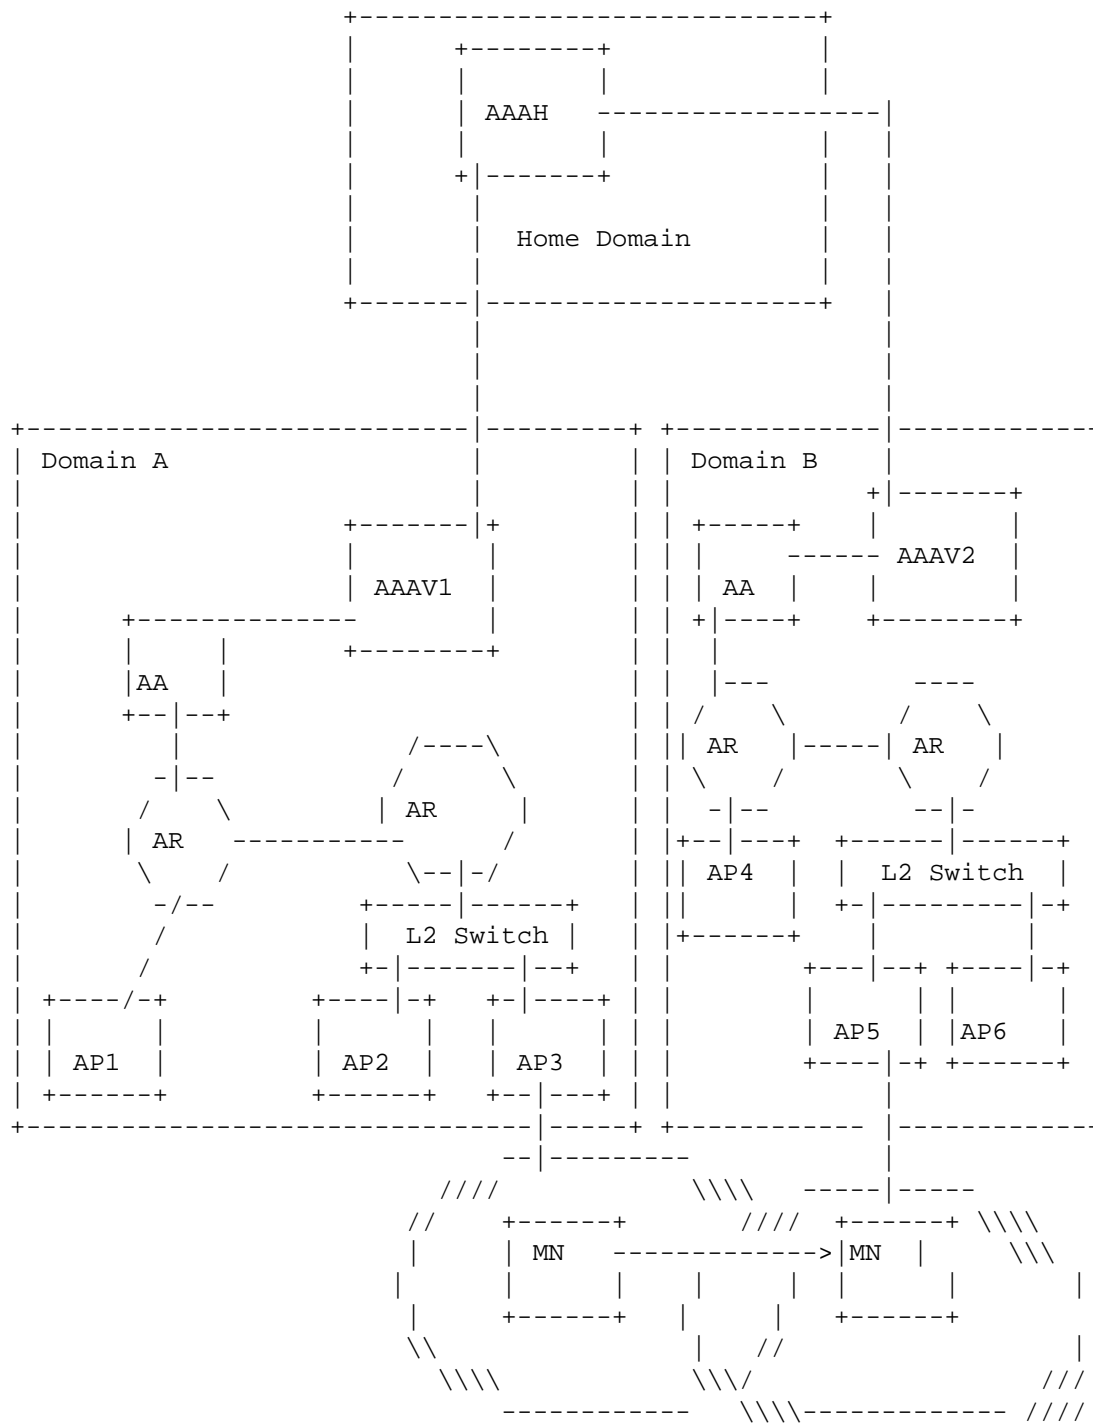 AAAH
Home Domain
Domain A
Domain B
AAAV2
AAAV1
AA
AA
AR
AR
AR
AR
AP4
L2 Switch
L2 Switch
AP5
AP6
AP1
AP2
AP3
MN
MN